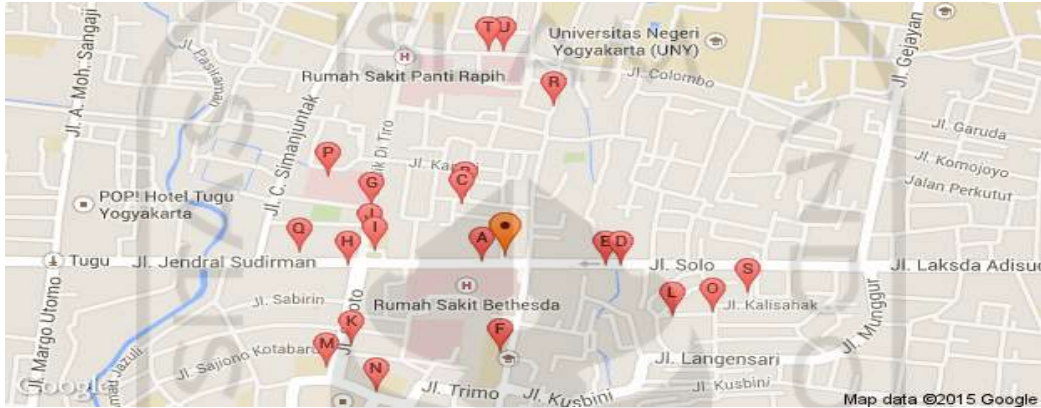 T
U
Universitas Negeri
Yogyakarta (UNY)
H
Rumah Sakit Panti Rapih
R
Jl. Colombo
Jl. Gejayan
Jl. A. Moh. Sangaji
Jl. C. Simanjuntak
Jl. Garuda
Jl. Komojoyo
Jalan Perkutut
P
G
C
POP! Hotel Tugu
Yogyakarta
Q
H
J
I
A
E
D
Tugu
Jl. Jendral Sudirman
Jl. Solo
S
Jl. Laksda Adisu
H
Rumah Sakit Bethesda
Jl. Sabirin
L
O
Jl. Kalisahak
Jl. Margo Utomo
K
F
Jl. Mungur
M
Jl. Sajiono Kotabaru
N
Jl. Langensari
Jl. Trimo
Jl. Kusbini
Jl. Kusbini
Google
Map data ©2015 Google
ISLAM